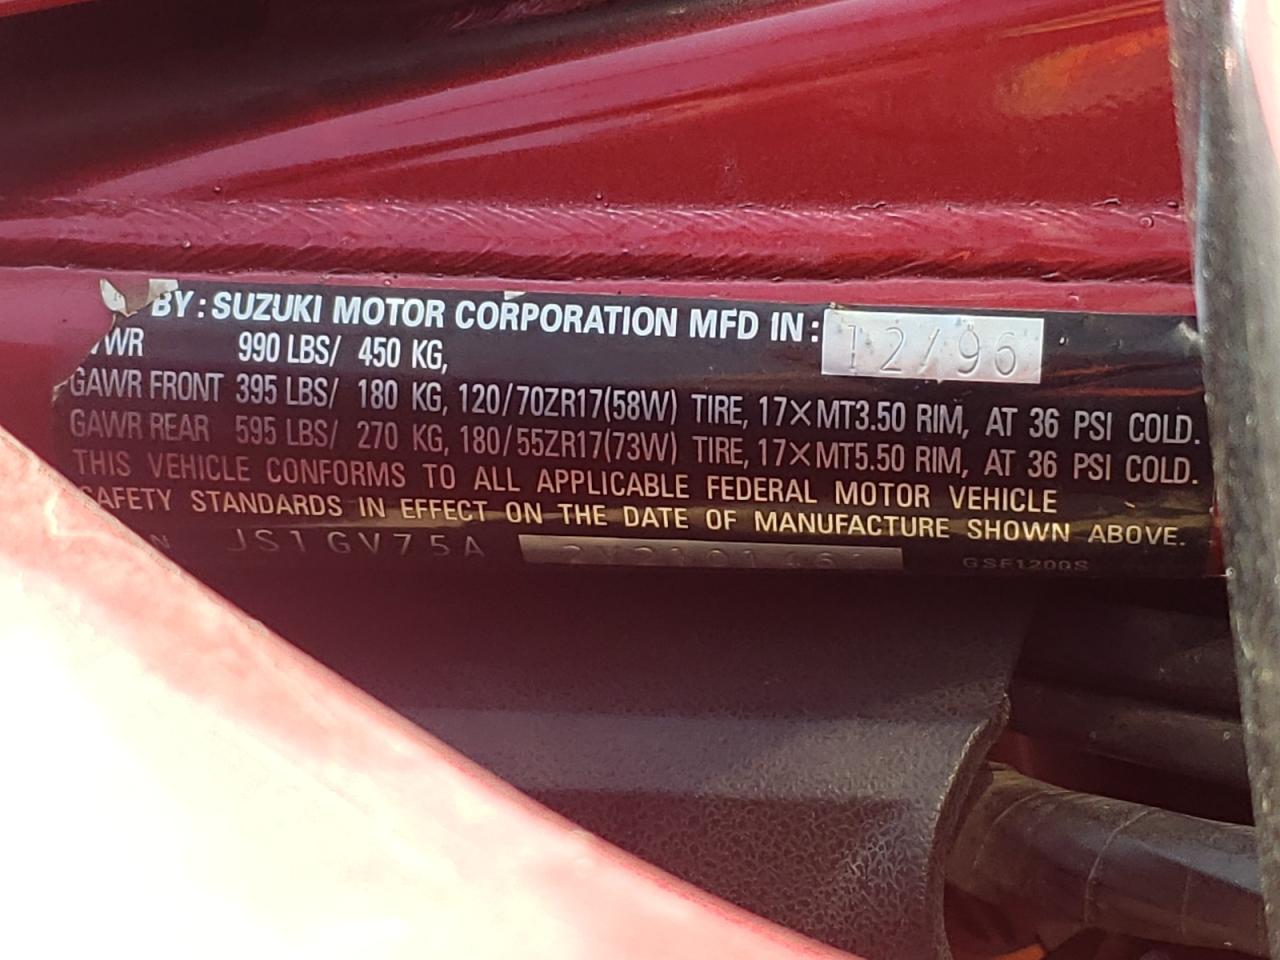 BY: SUZUKI MOTOR CORPORATION MFD IN: 12/96
GVWR 990 LBS/ 450 KG,
GAWR FRONT 395 LBS/ 180 KG, 120/70ZR17(58W) TIRE, 17×MT3.50 RIM, AT 36 PSI COLD.
GAWR REAR 595 LBS/ 270 KG, 180/55ZR17(73W) TIRE, 17×MT5.50 RIM, AT 36 PSI COLD.
THIS VEHICLE CONFORMS TO ALL APPLICABLE FEDERAL MOTOR VEHICLE
SAFETY STANDARDS IN EFFECT ON THE DATE OF MANUFACTURE SHOWN ABOVE.
JS1GV75A GSF1200S